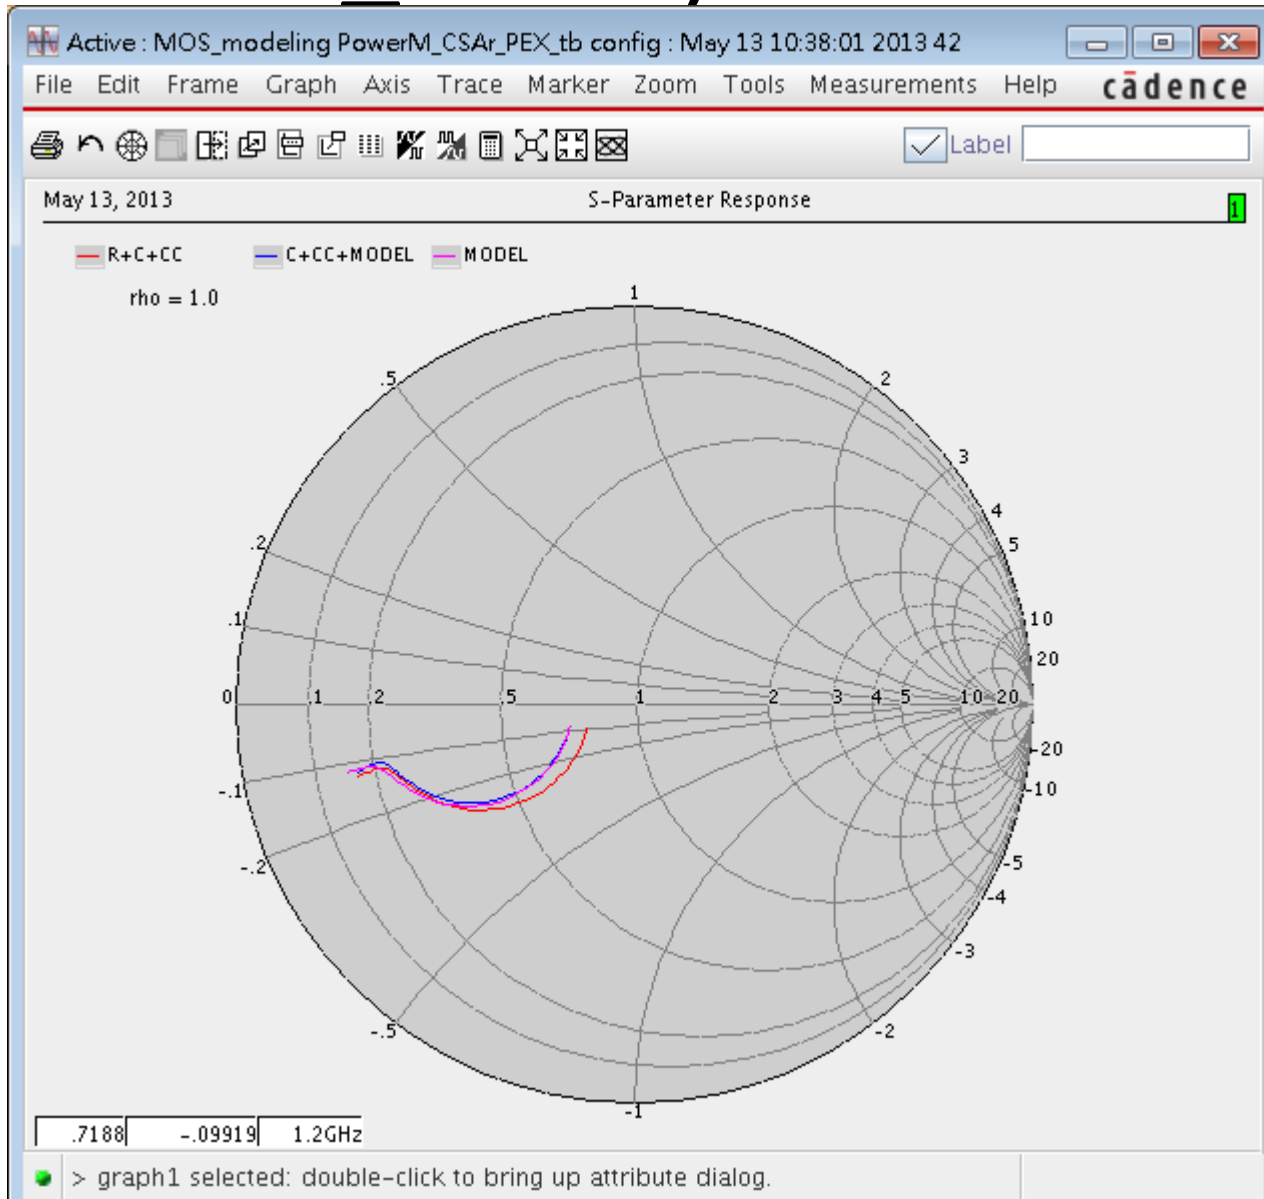 Active : MOS_modeling PowerM_CSAr_PEX_tb config : May 13 10:38:01 2013 42
File Edit Frame Graph Axis Trace Marker Zoom Tools Measurements Help cādence
Label
May 13, 2013 S-Parameter Response 1
R+C+CC C+CC+MODEL MODEL
rho = 1.0
1
.5 2
3
4
.2 5
.1 10
20
0 .1 .2 .5 1 2 3 4 5 10 20
-20
-.1 -10
-.2 -5
-4
-3
-.5 -2
-1
.7188 -.09919 1.2GHz
> graph1 selected: double-click to bring up attribute dialog.